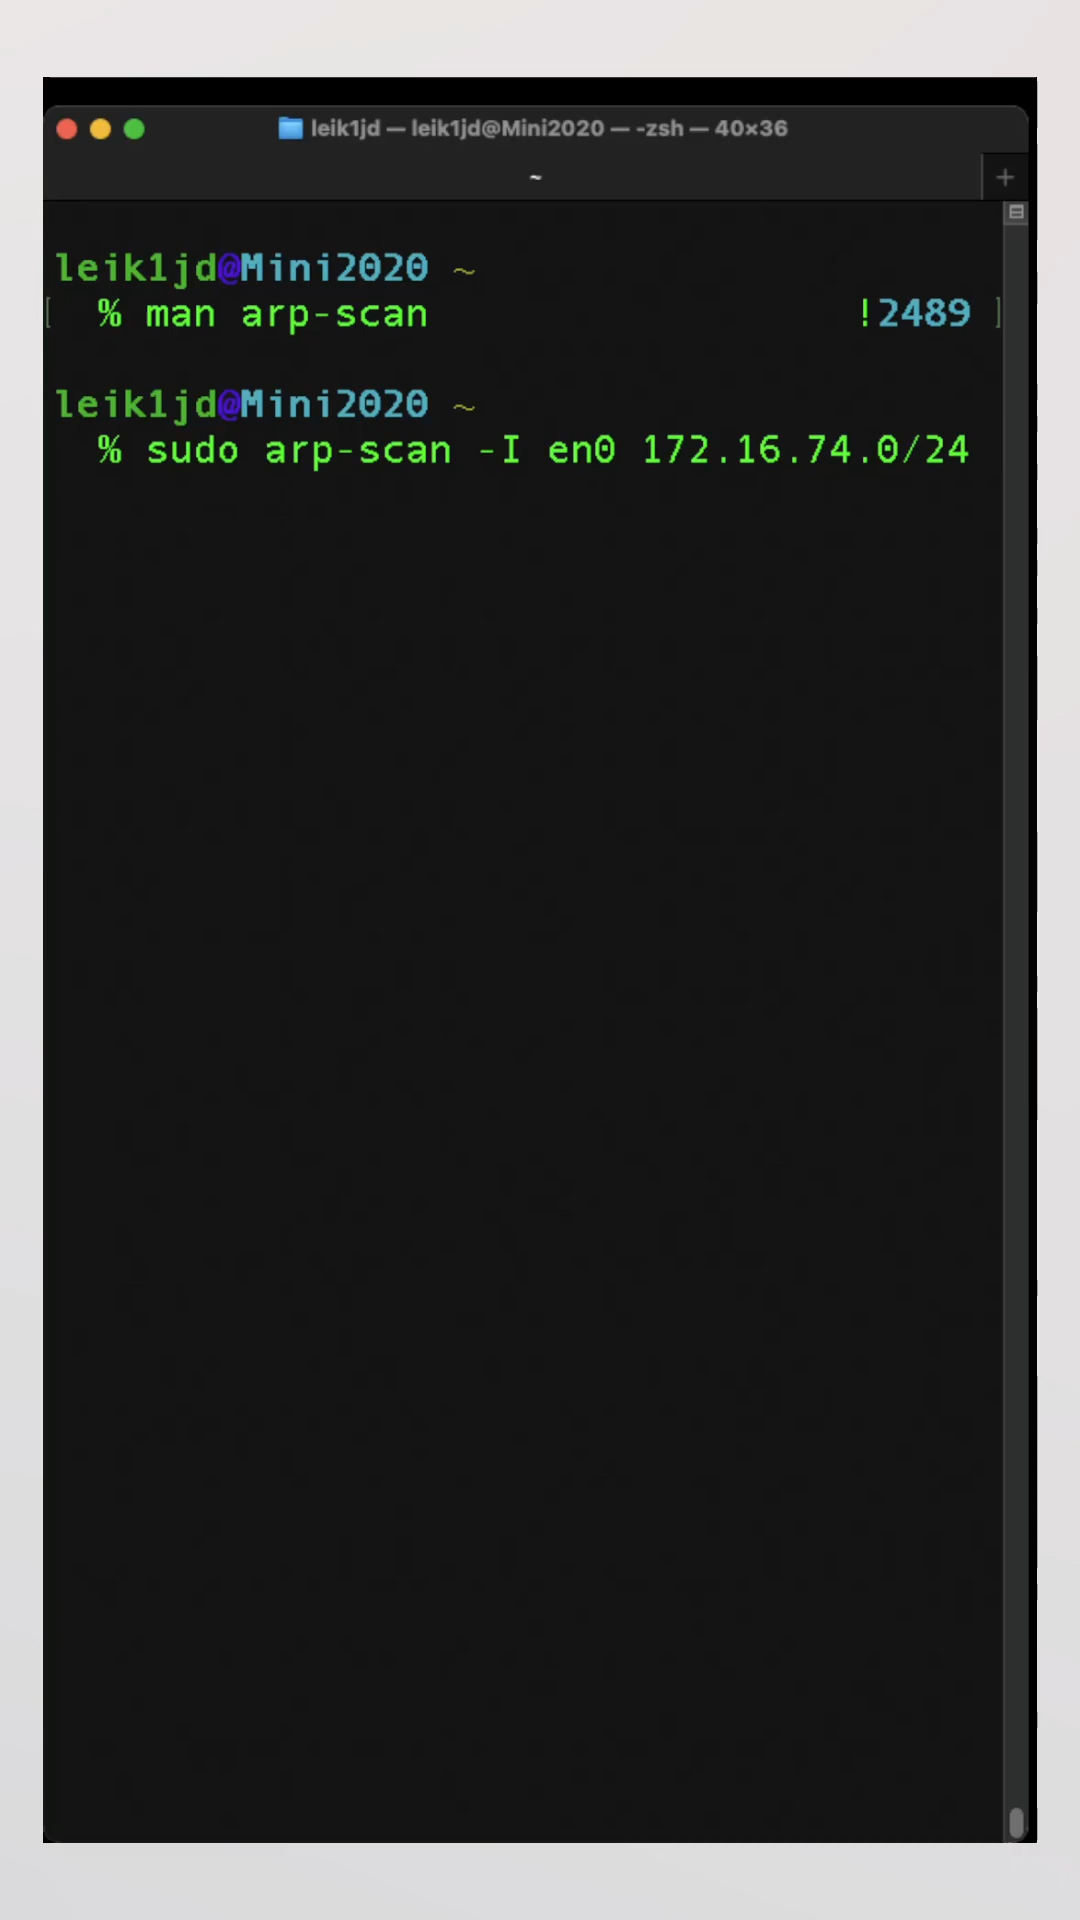 leik1jd — leik1jd@Mini2020 — -zsh — 40×36
~
+
leik1jd@Mini2020 ~
[ % man arp-scan !2489 ]
leik1jd@Mini2020 ~
% sudo arp-scan -I en0 172.16.74.0/24